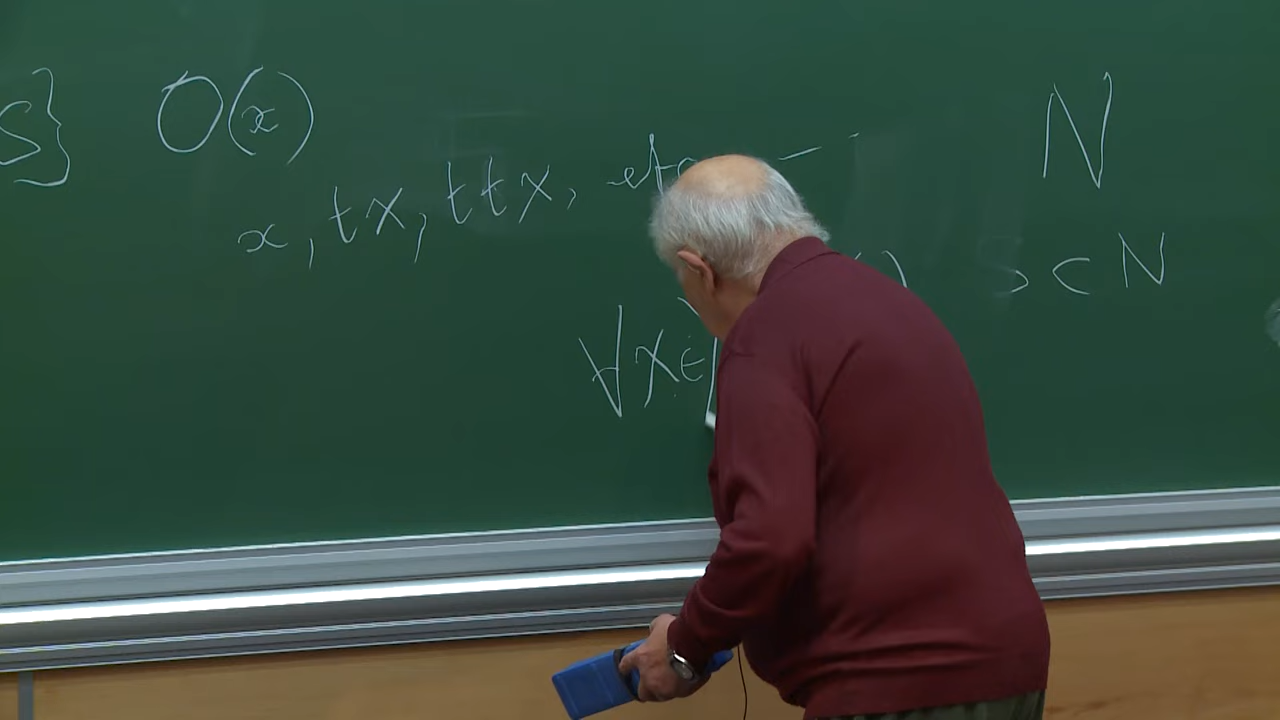 S} O(x) N
x, tx, ttx, etc - -
) ⊂ N
∀x∈